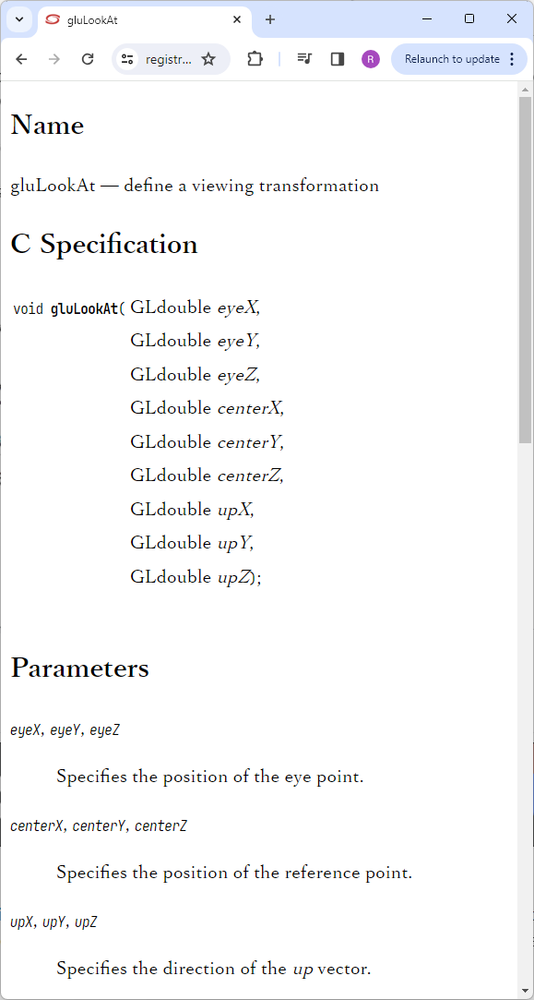 gluLookAt
registr...
R
Relaunch to update
Name
gluLookAt — define a viewing transformation
C Specification
void gluLookAt( GLdouble eyeX,
GLdouble eyeY,
GLdouble eyeZ,
GLdouble centerX,
GLdouble centerY,
GLdouble centerZ,
GLdouble upX,
GLdouble upY,
GLdouble upZ);
Parameters
eyeX, eyeY, eyeZ
Specifies the position of the eye point.
centerX, centerY, centerZ
Specifies the position of the reference point.
upX, upY, upZ
Specifies the direction of the up vector.